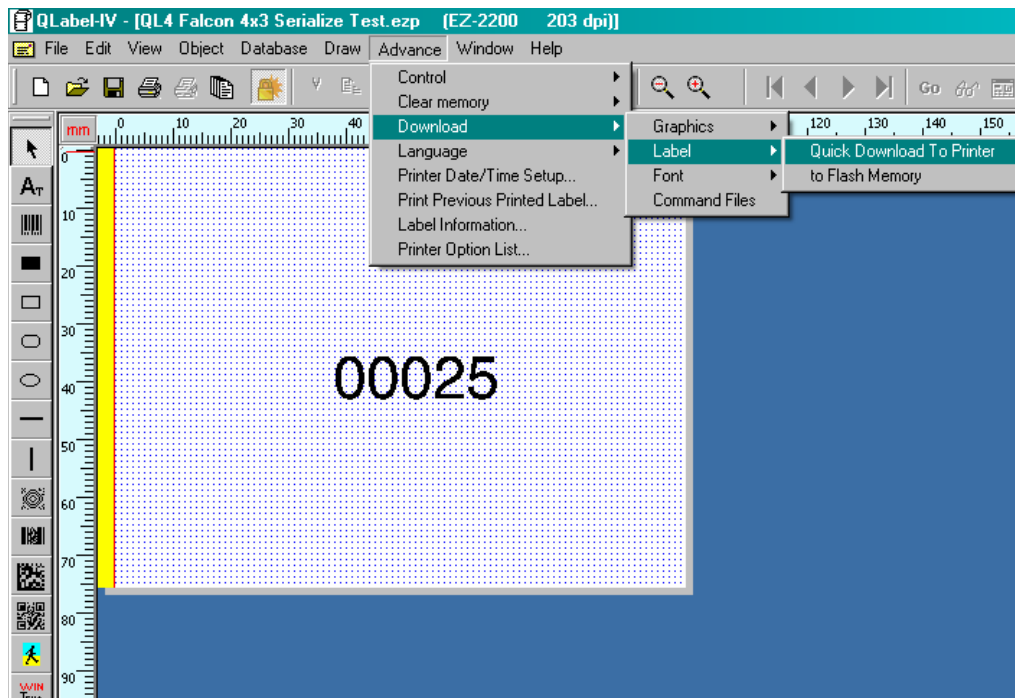 QLabel-IV - [QL4 Falcon 4x3 Serialize Test.ezp (EZ-2200 203 dpi)]
File Edit View Object Database Draw Advance Window Help
Go
Control
Clear memory
Download
Language
Printer Date/Time Setup...
Print Previous Printed Label...
Label Information...
Printer Option List...
Graphics
Label
Font
Command Files
Quick Download To Printer
to Flash Memory
mm 0 10 20 30 40 120 130 140 150
0
10
20
30
40
50
60
70
80
90
A T
00025
WIN